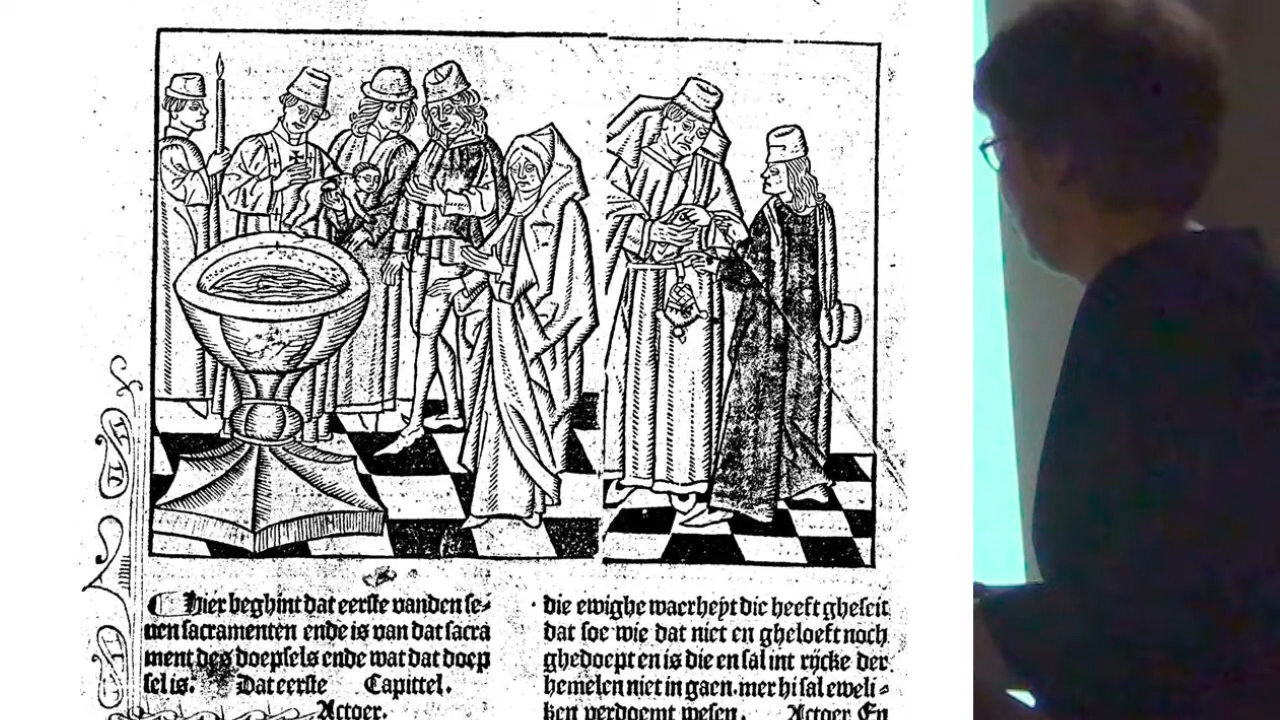 Hier beghint dat eerste vanden se-
uen sacramenten ende is van dat sacra
ment des doepsels ende wat dat doep
sel is. Dat eerste Capittel.
Actoer.
die ewighe waerheyt dic heeft gheseit
dat soe wie dat niet en gheloeft noch
ghedoept en is die en sal int rijcke der
hemelen niet in gaen. mer hi sal eweli-
ken verdoemt wesen. Actoer En